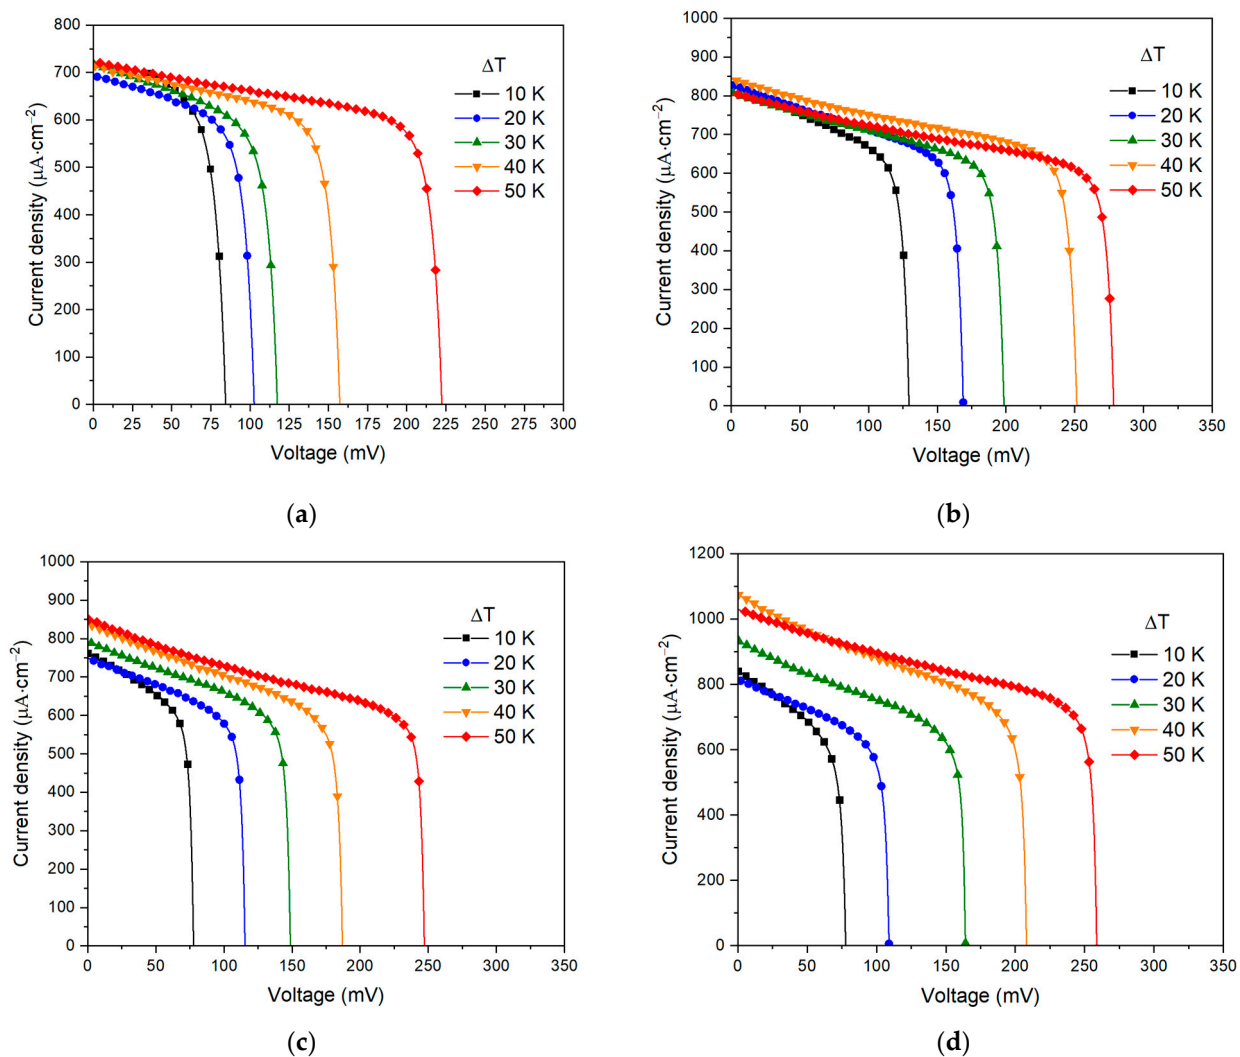 800
700
600
500
400
300
200
100
0
Current density (μA·cm⁻²)
0 25 50 75 100 125 150 175 200 225 250 275 300
Voltage (mV)
ΔT
10 K
20 K
30 K
40 K
50 K
(a)
1000
900
800
700
600
500
400
300
200
100
0
Current density (μA·cm⁻²)
0 50 100 150 200 250 300 350
Voltage (mV)
ΔT
10 K
20 K
30 K
40 K
50 K
(b)
1000
900
800
700
600
500
400
300
200
100
0
Current density (μA·cm⁻²)
0 50 100 150 200 250 300 350
Voltage (mV)
ΔT
10 K
20 K
30 K
40 K
50 K
(c)
1200
1000
800
600
400
200
0
Current density (μA·cm⁻²)
0 50 100 150 200 250 300 350
Voltage (mV)
ΔT
10 K
20 K
30 K
40 K
50 K
(d)